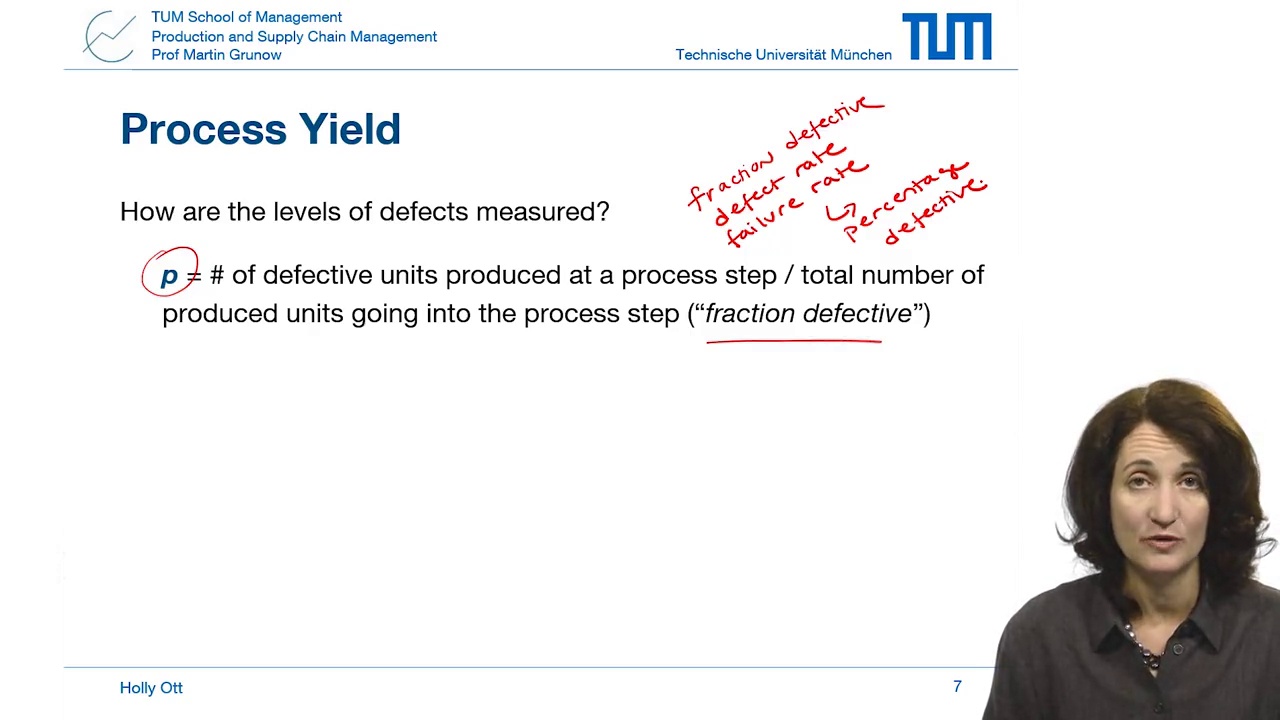 TUM School of Management
Production and Supply Chain Management
Prof Martin Grunow
Technische Universität München
TUM
Process Yield
fraction defective
defect rate
failure rate
↳ percentage
defective.
How are the levels of defects measured?
p = # of defective units produced at a process step / total number of
produced units going into the process step (“fraction defective”)
Holly Ott
7